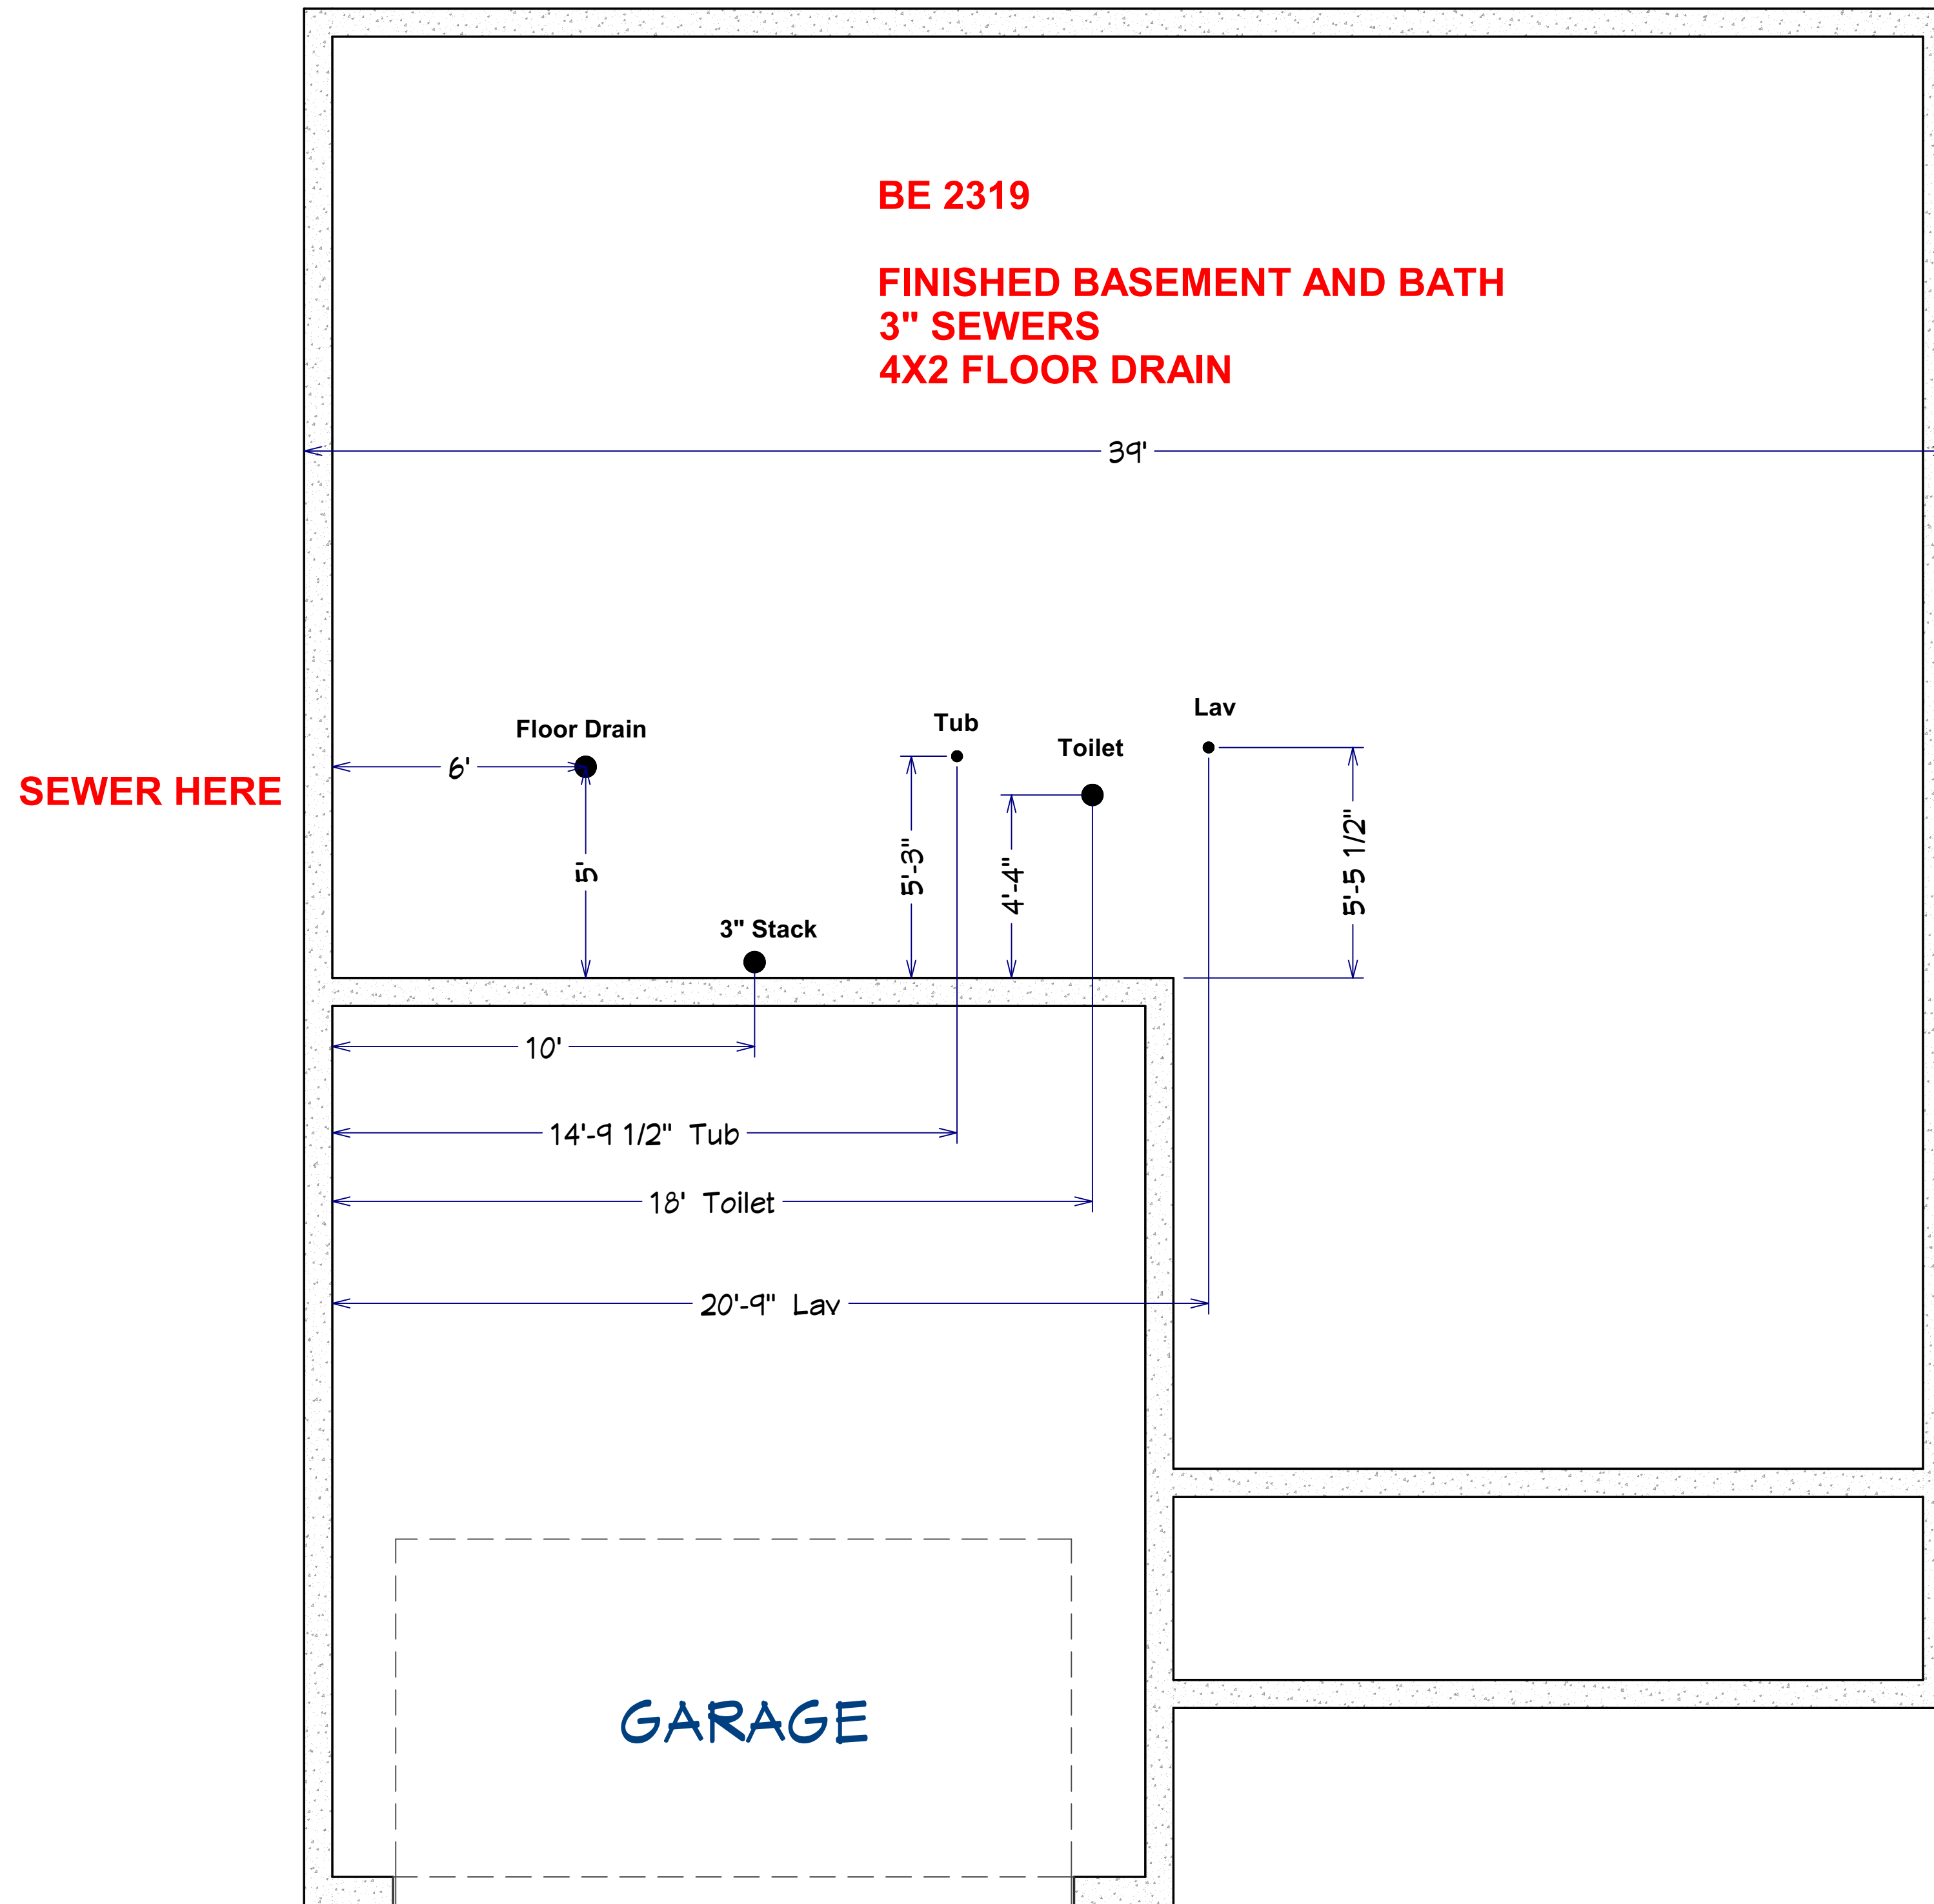 BE 2319
FINISHED BASEMENT AND BATH
3" SEWERS
4X2 FLOOR DRAIN
39'
Lav
Tub
Floor Drain
Toilet
6'
SEWER HERE
5'-5 1/2"
5'
5'-3"
4'-4"
3" Stack
10'
14'-9 1/2" Tub
18' Toilet
20'-9" Lav
GARAGE